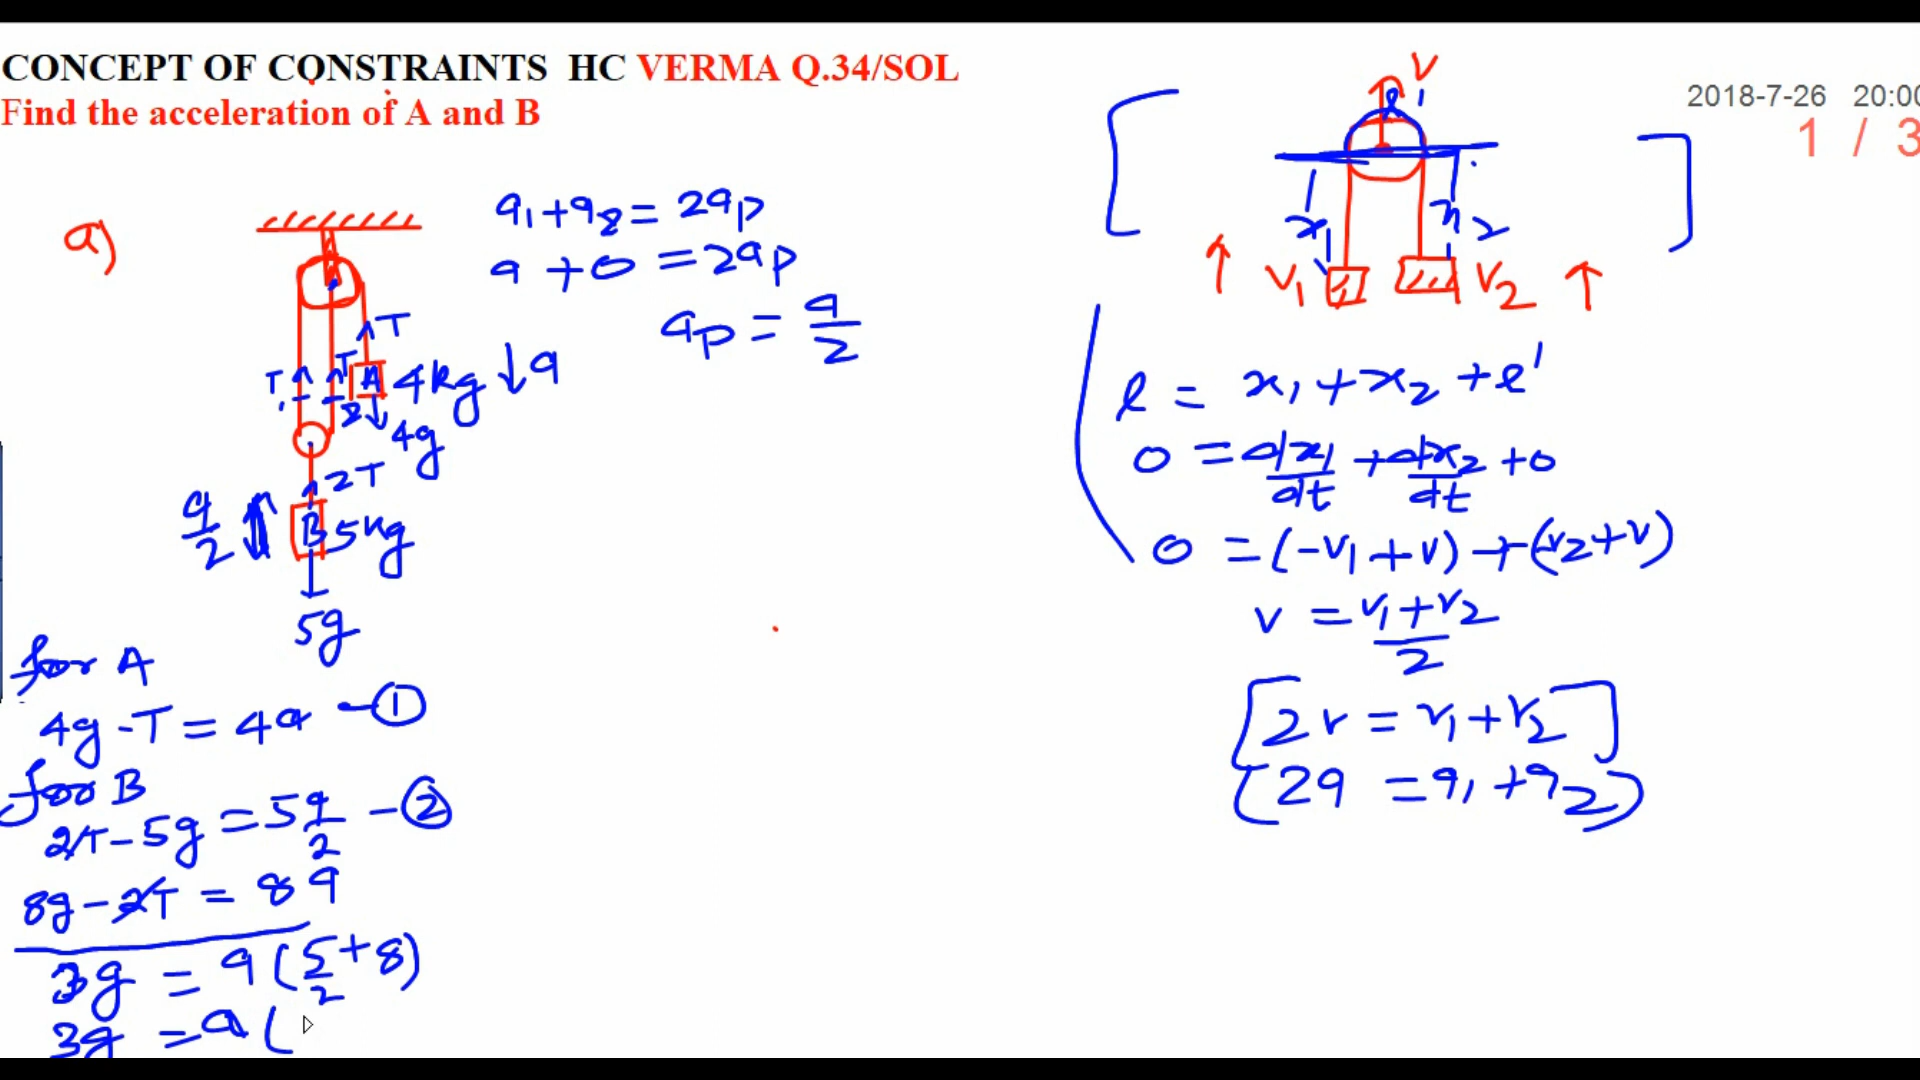 CONCEPT OF CONSTRAINTS HC VERMA Q.34/SOL
Find the acceleration of A and B
2018-7-26 20:00
1 / 3
a)
a₁+a₂= 2ap
a + 0 = 2ap
ap = a/2
T
T
T
A 4kg ↓a
4g
2T
a/2
B 5kg
5g
for A
4g - T = 4a - ①
for B
2T - 5g = 5a/2 - ②
8g - 2T = 8a
3g = a (5/2 + 8)
3g = a (
V
l'
x₁
x₂
↑ V₁
V₂ ↑
l = x₁ + x₂ + l'
0 = dx₁/dt + dx₂/dt + 0
0 = (-v₁ + v) + (-v₂ + v)
v = v₁ + v₂/2
[2v = v₁ + v₂]
(2a = a₁ + a₂)